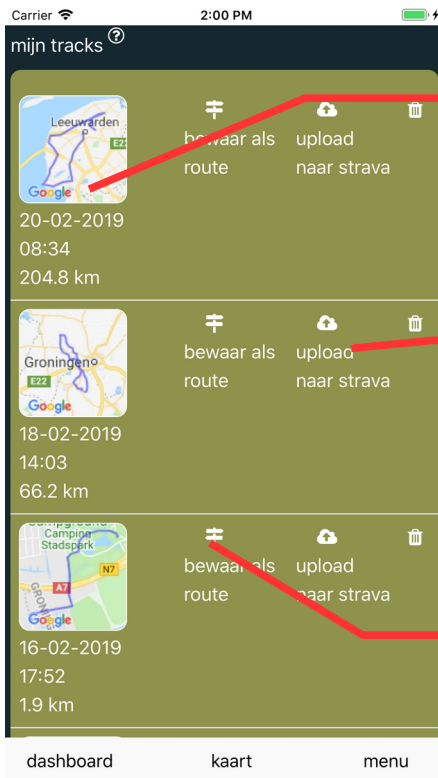 Carrier 2:00 PM
mijn tracks ?
Leeuwarden
E22
Google
bewaar als
route
upload
naar strava
20-02-2019
08:34
204.8 km
Groningen
E22
Google
bewaar als
route
upload
naar strava
18-02-2019
14:03
66.2 km
Camping
Stadspark
N7
A7
Google
bewaar als
route
upload
naar strava
16-02-2019
17:52
1.9 km
dashboard kaart menu